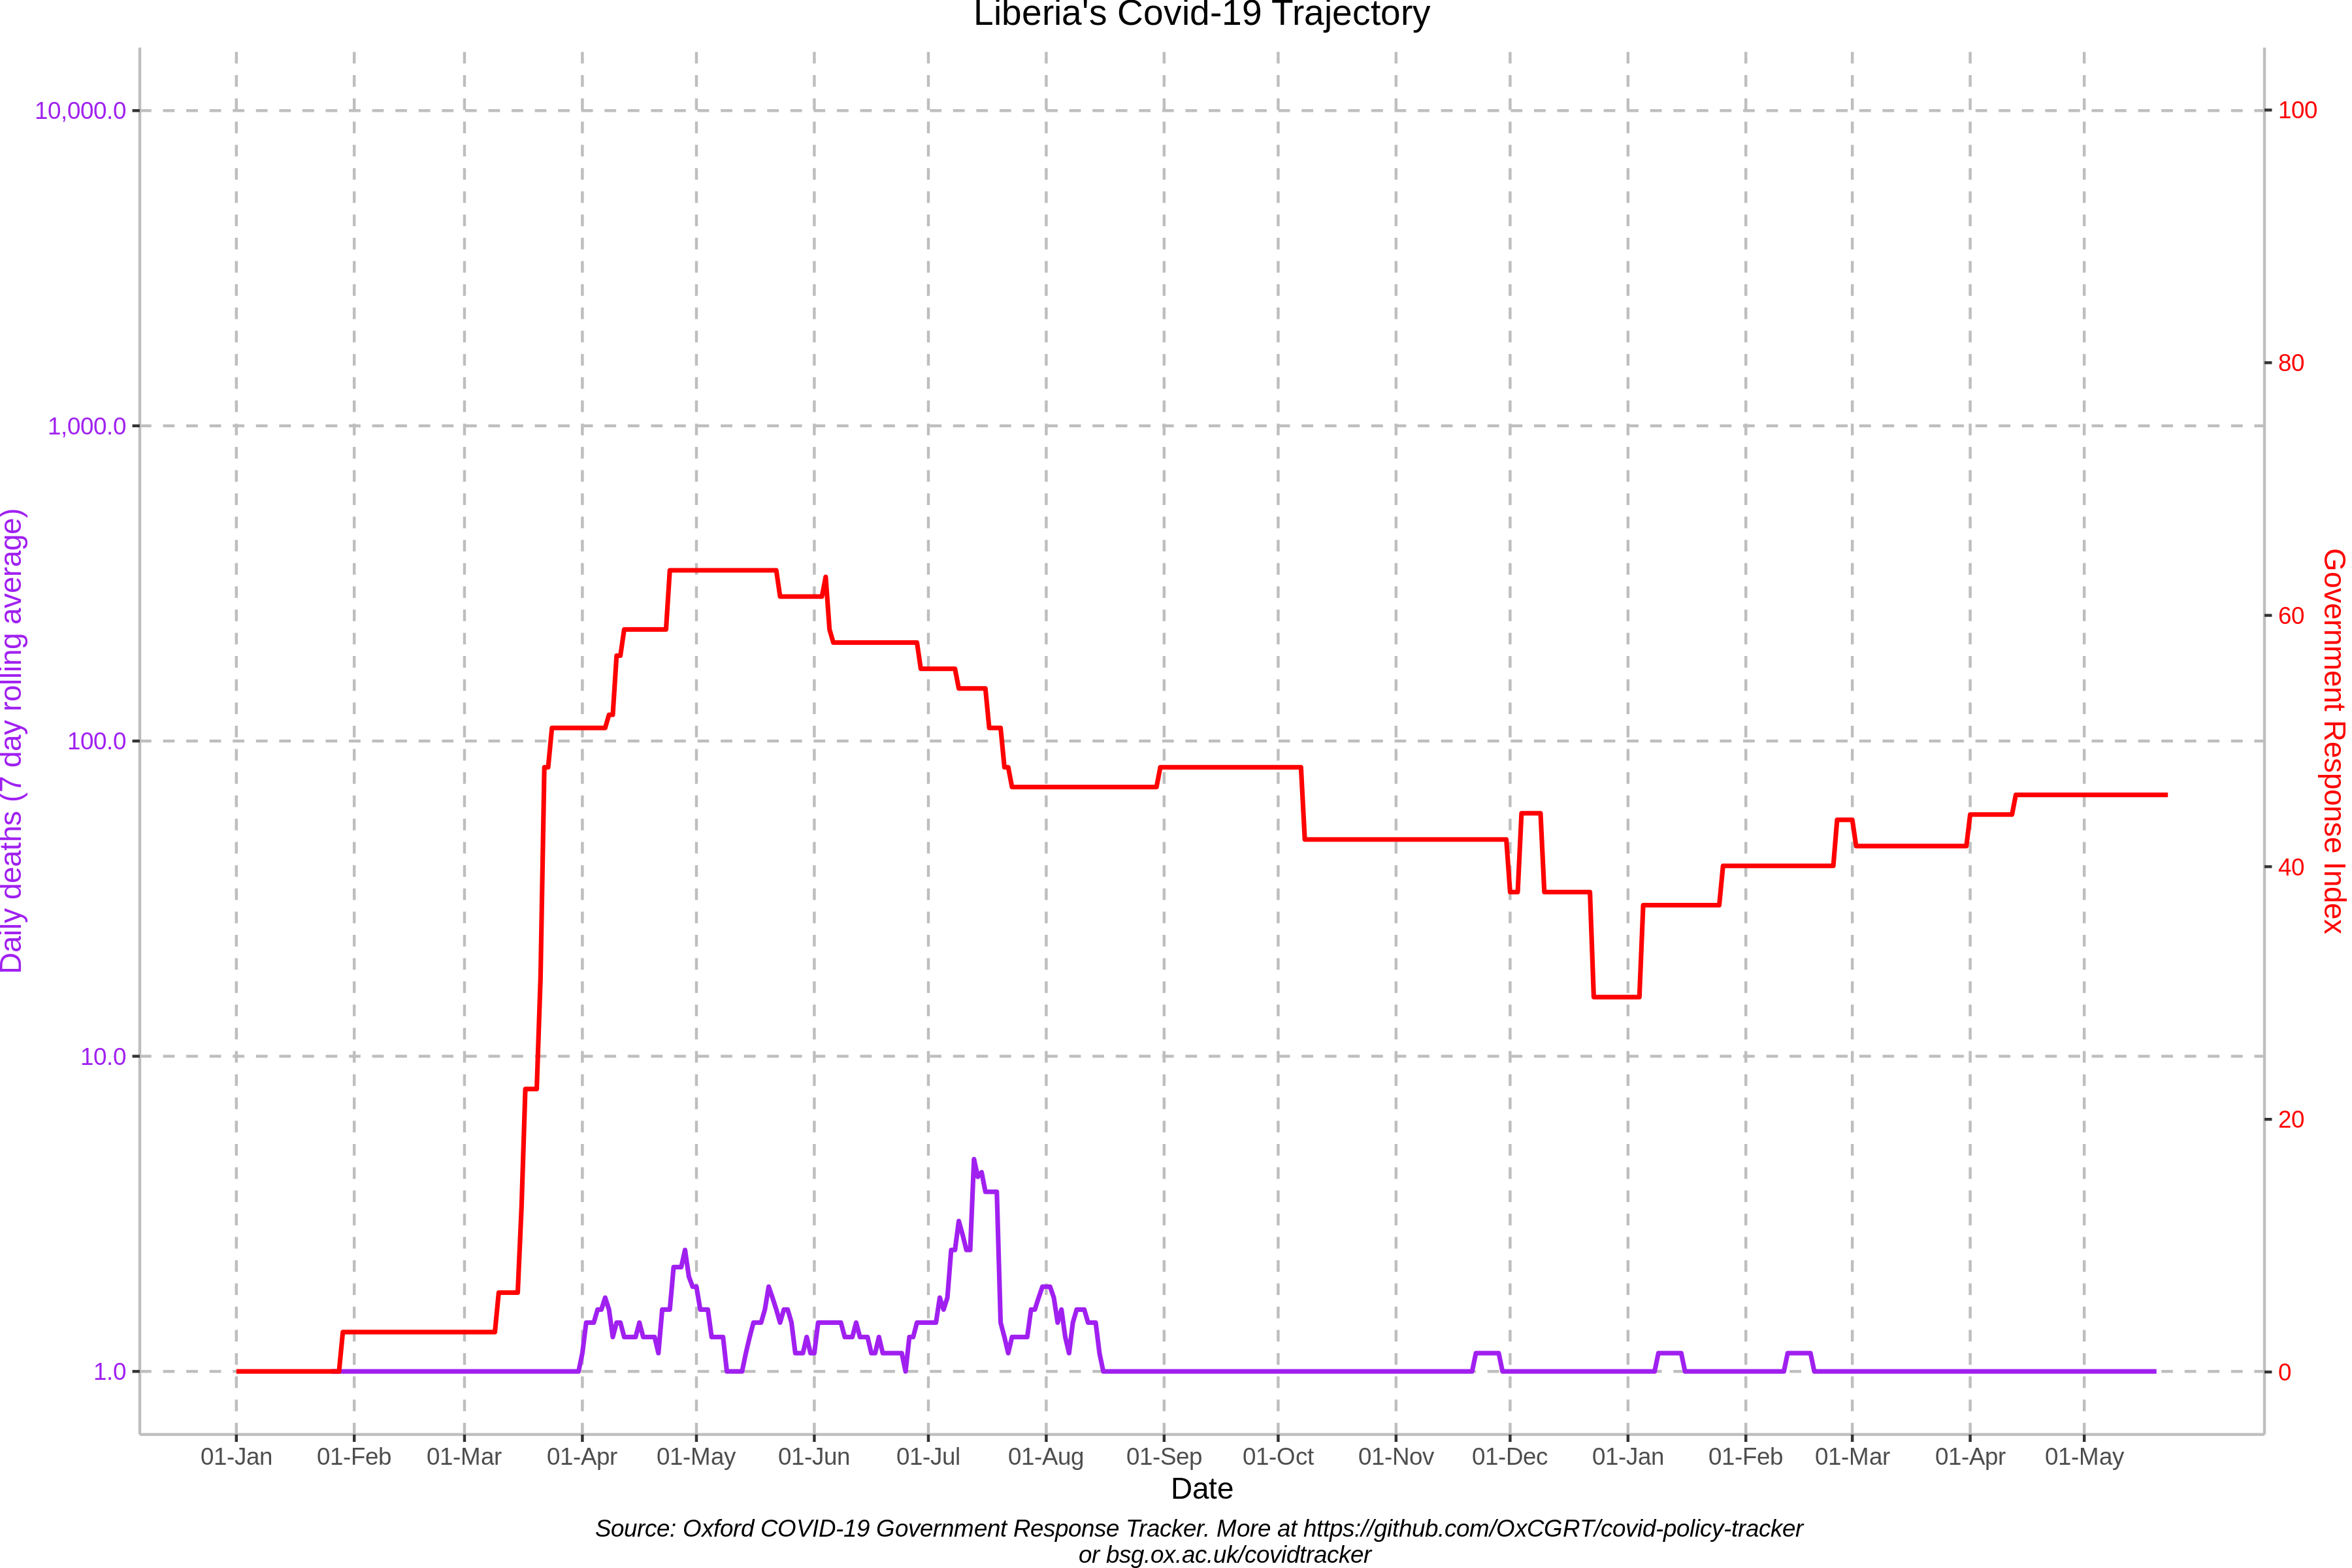 Liberia's Covid-19 Trajectory
10,000.0
1,000.0
100.0
10.0
1.0
Daily deaths (7 day rolling average)
100
80
60
40
20
0
Government Response Index
01-Jan 01-Feb 01-Mar 01-Apr 01-May 01-Jun 01-Jul 01-Aug 01-Sep 01-Oct 01-Nov 01-Dec 01-Jan 01-Feb 01-Mar 01-Apr 01-May
Date
Source: Oxford COVID-19 Government Response Tracker. More at https://github.com/OxCGRT/covid-policy-tracker
or bsg.ox.ac.uk/covidtracker